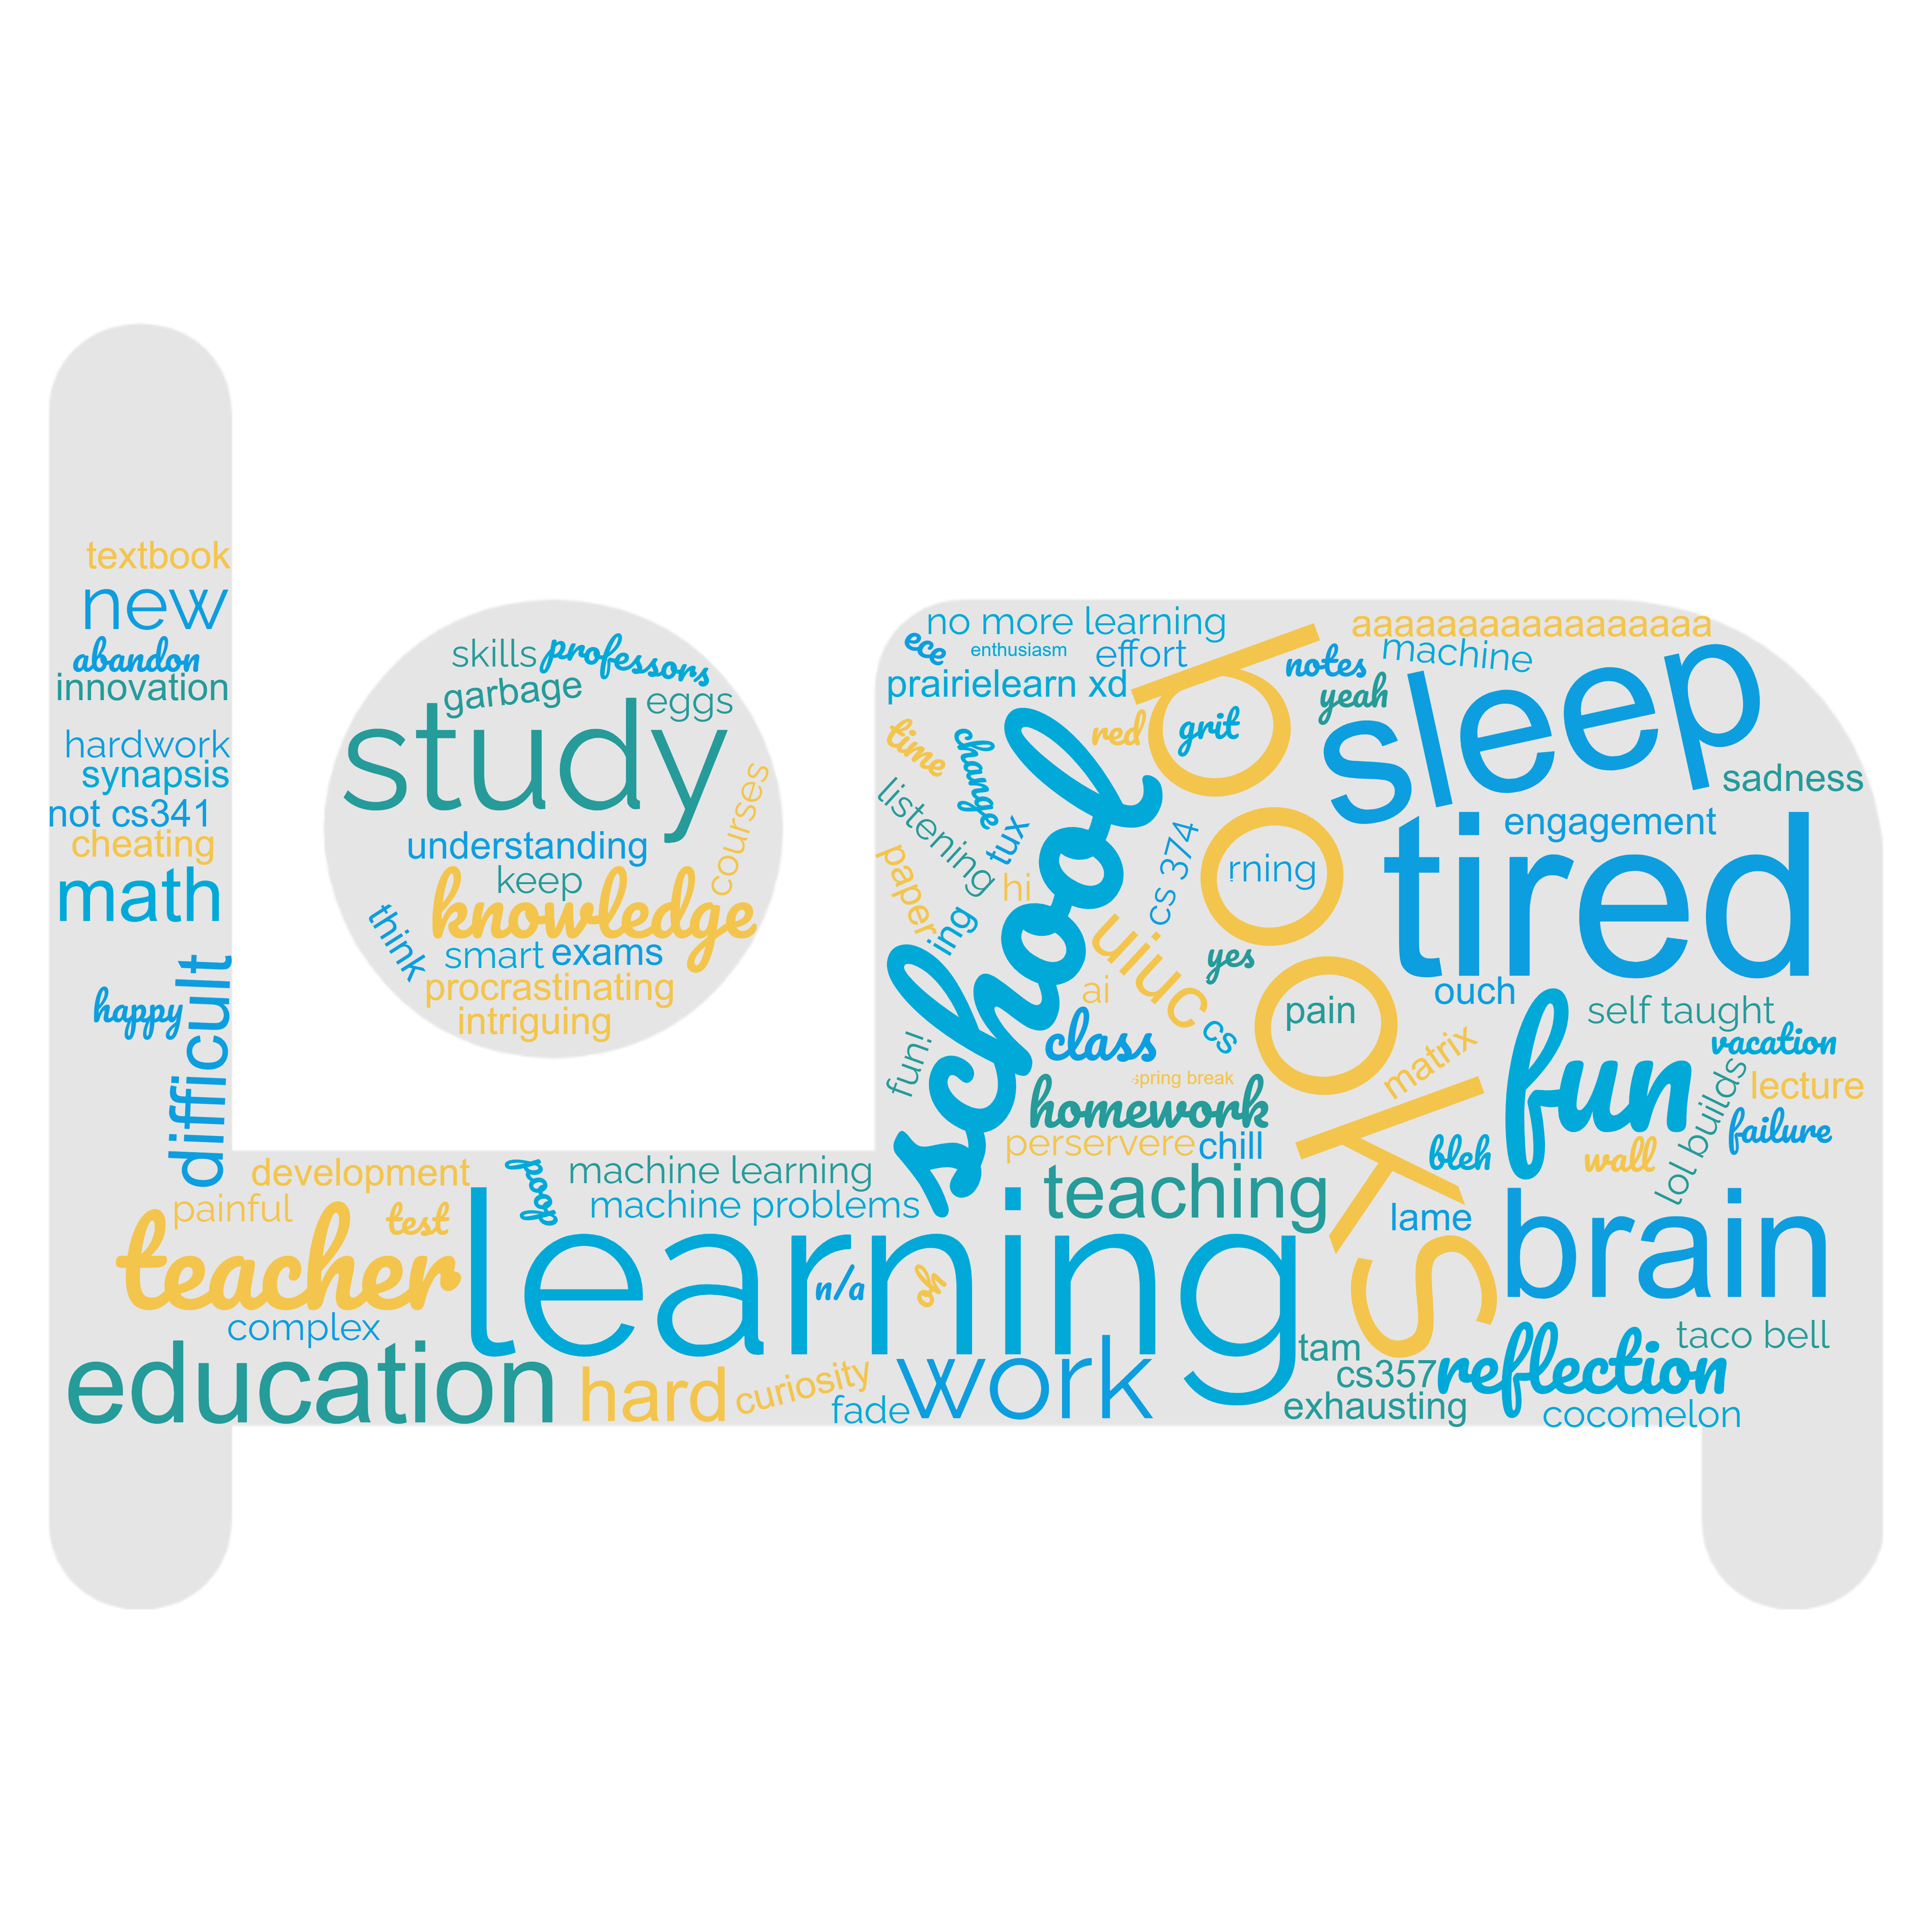 textbook
new
abandon
innovation
hardwork
synapsis
not cs341
cheating
math
happy
difficult
skills
professors
garbage
eggs
study
understanding
courses
keep
knowledge
think
smart
exams
procrastinating
intriguing
no more learning
ece
enthusiasm
effort
prairielearn xd
aaaaaaaaaaaaaaaaa
notes
machine
yeah
sleep
sadness
red
grit
books
time
change
school
listening
tux
paper
hi
ing
cs 374
rning
uiuc
yes
cs
ai
pain
class
fun!
spring break
homework
perservere
chill
teaching
engagement
tired
ouch
self taught
matrix
fun
vacation
lecture
lol builds
failure
bleh
wall
lame
brain
development
painful
test
teacher
complex
education
machine learning
machine problems
learning
n/a
hard
curiosity
fade
work
tam
cs357
exhausting
reflection
taco bell
cocomelon